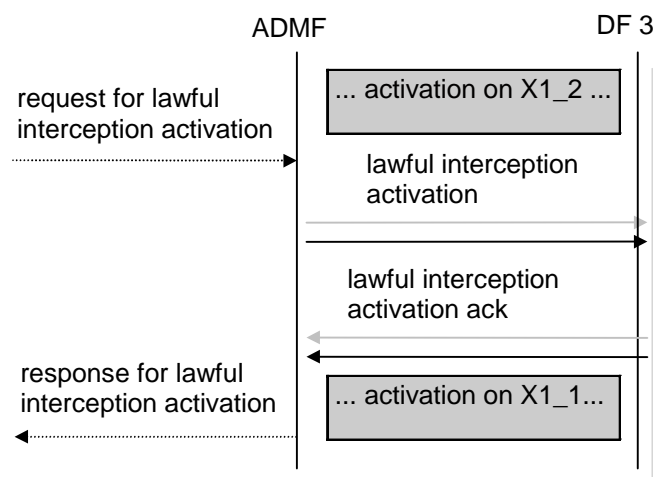 ADMF
DF 3
... activation on X1_2 ...
request for lawful
interception activation
lawful interception
activation
lawful interception
activation ack
response for lawful
interception activation
... activation on X1_1...